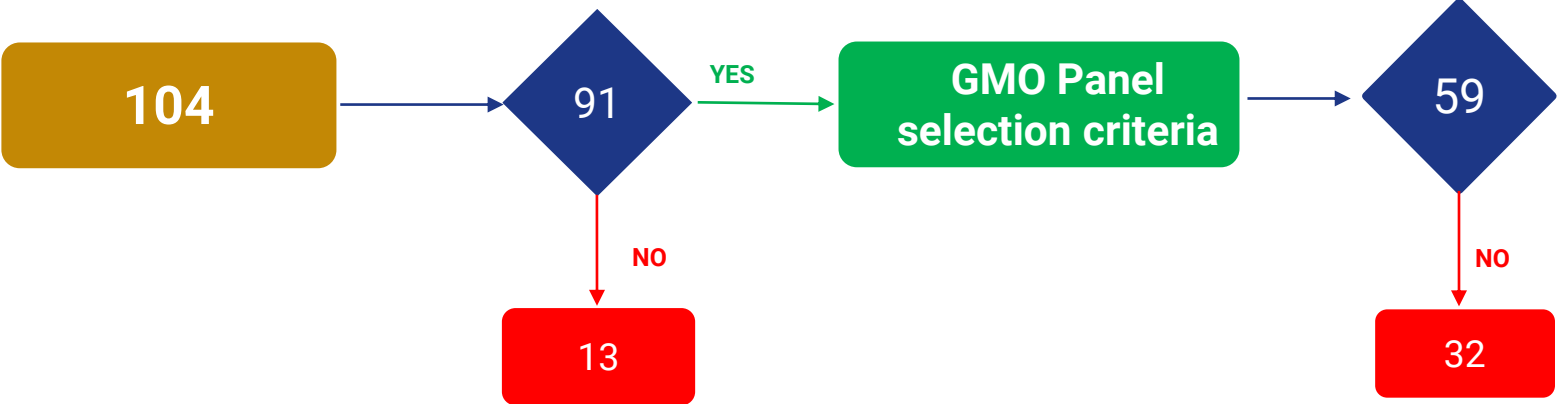 104
91
YES
GMO Panel
selection criteria
59
NO
13
NO
32